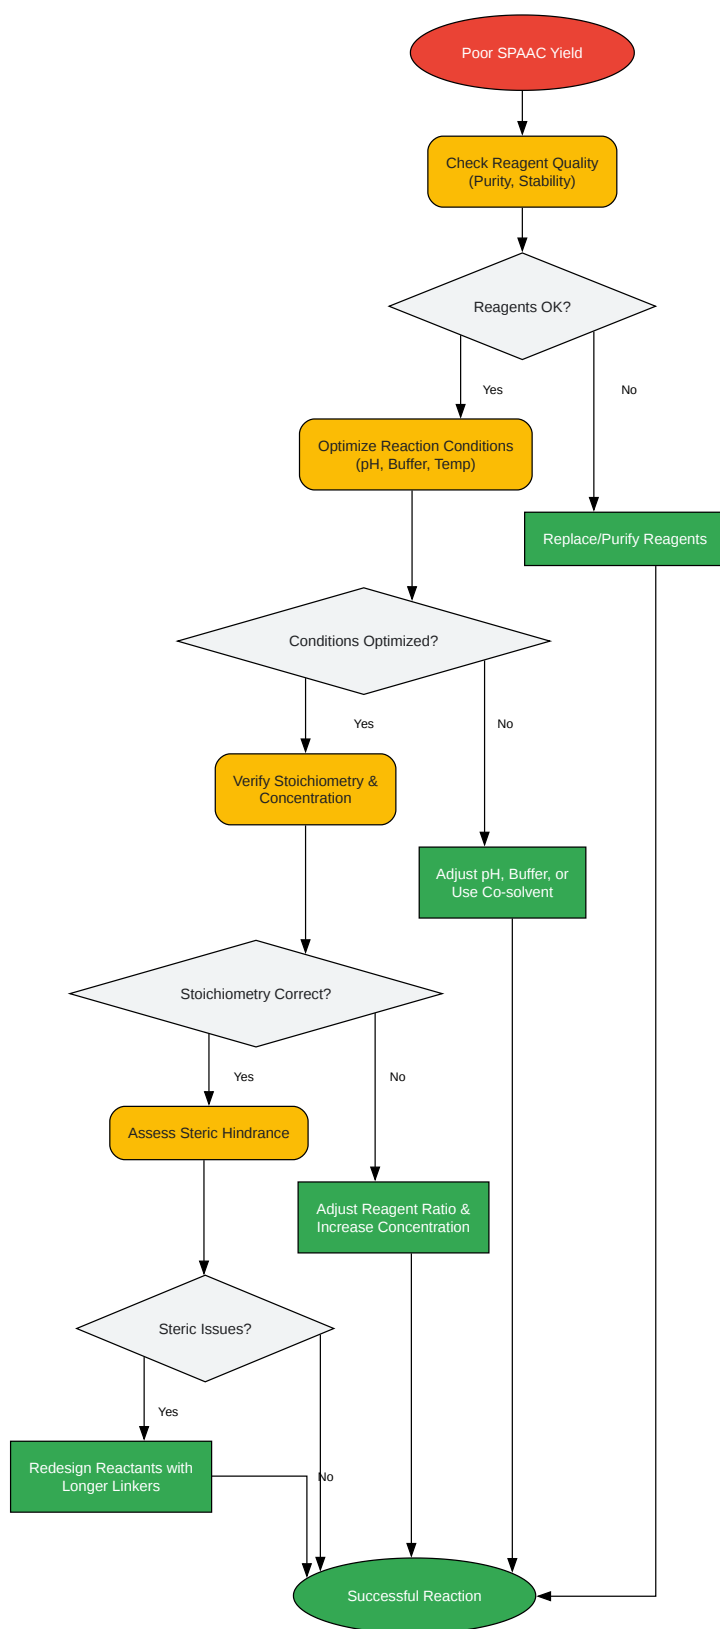 Poor SPAAC Yield
Check Reagent Quality
(Purity, Stability)
Reagents OK?
Yes
No
Optimize Reaction Conditions
(pH, Buffer, Temp)
Replace/Purify Reagents
Conditions Optimized?
Yes
No
Verify Stoichiometry &
Concentration
Adjust pH, Buffer, or
Use Co-solvent
Stoichiometry Correct?
Yes
No
Assess Steric Hindrance
Adjust Reagent Ratio &
Increase Concentration
Steric Issues?
Yes
Redesign Reactants with
Longer Linkers
No
Successful Reaction